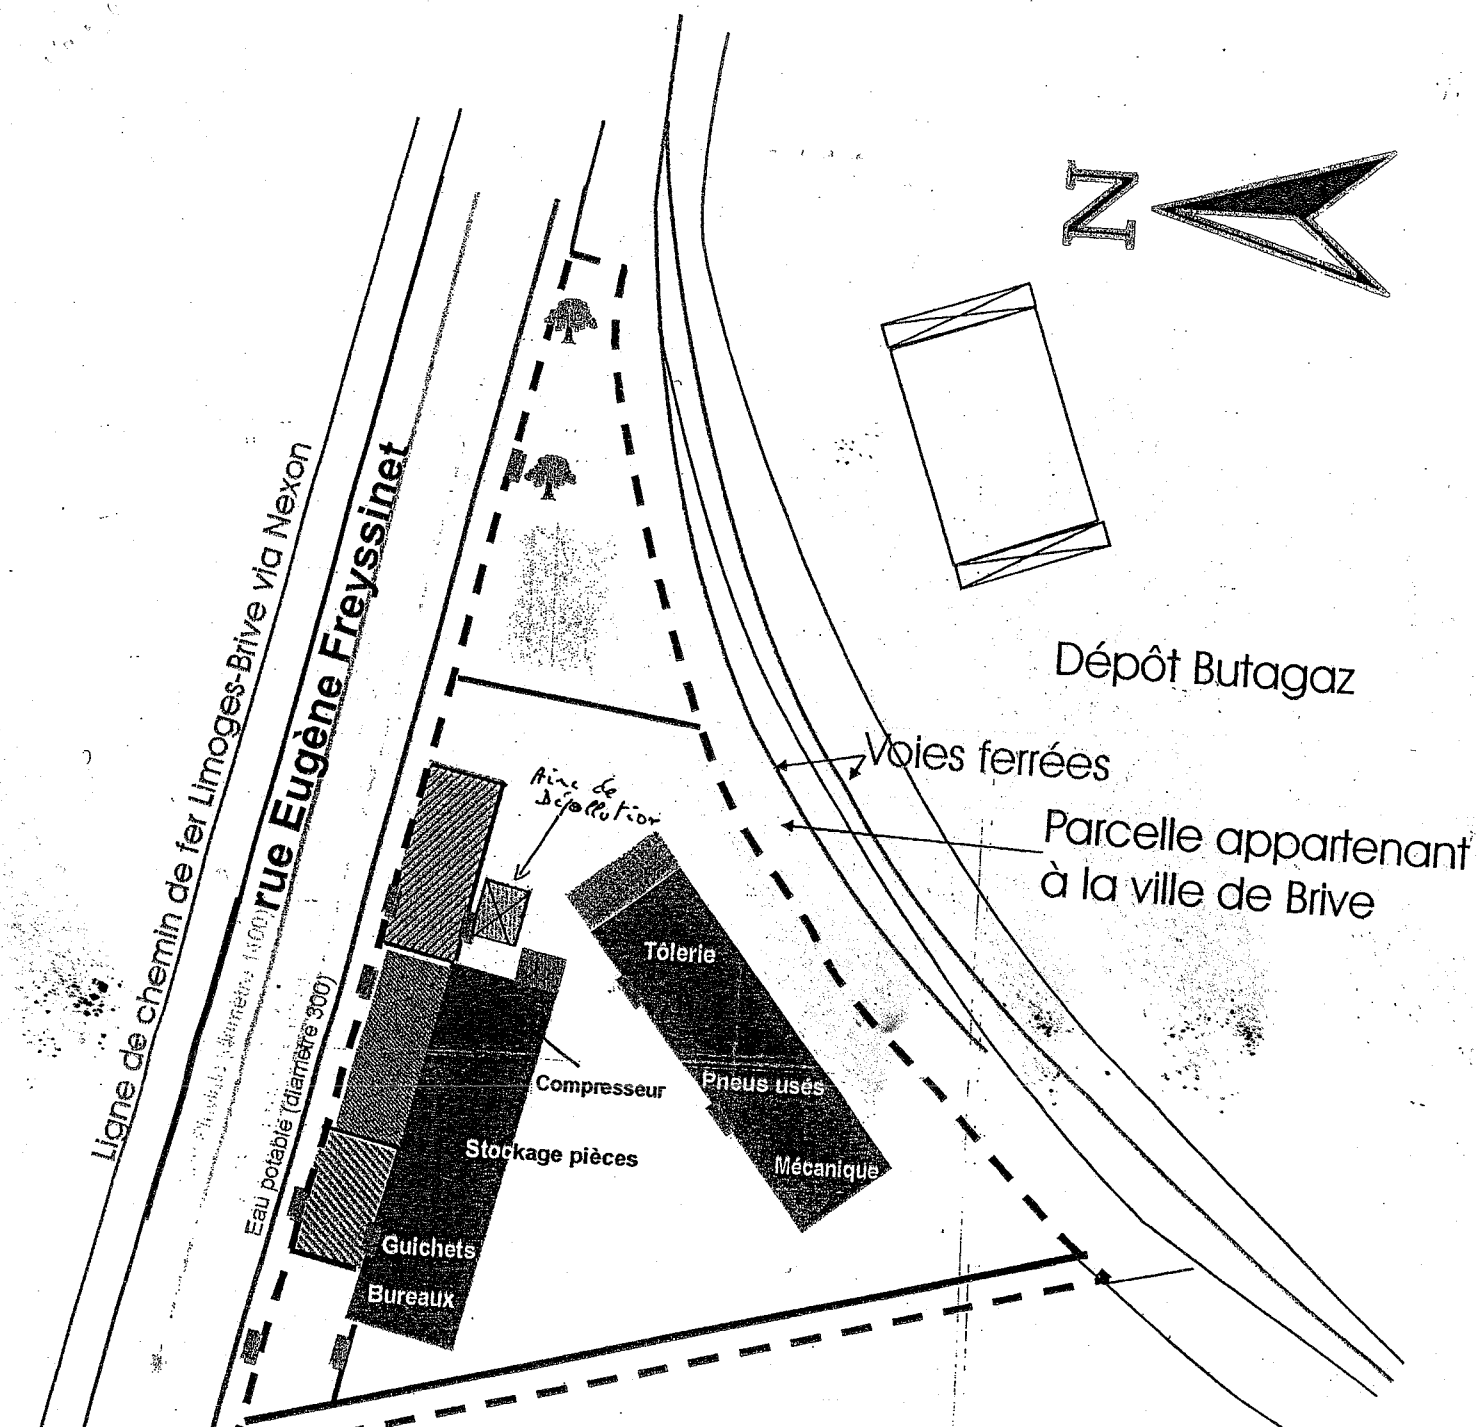 N
Ligne de chemin de fer Limoges-Brive via Nexon
rue Eugène Freyssinet
Eau potable (diamètre 300)
Dépôt Butagaz
Voies ferrées
Parcelle appartenant
à la ville de Brive
Aire de
Dépollution
Tôlerie
Pneus usés
Mécanique
Compresseur
Stockage pièces
Guichets
Bureaux